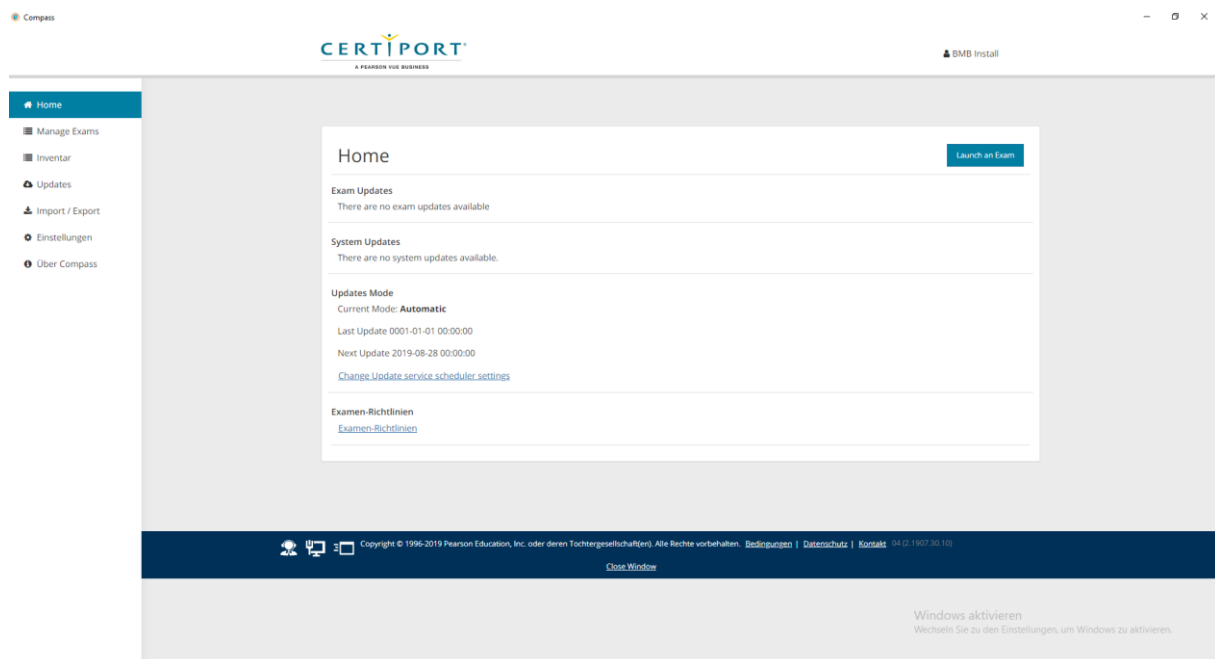 Compass
CERTIPORT
A PEARSON VUE BUSINESS
BMB Install
Home
Manage Exams
Inventar
Updates
Import / Export
Einstellungen
Über Compass
Home
Launch an Exam
Exam Updates
There are no exam updates available
System Updates
There are no system updates available.
Updates Mode
Current Mode: Automatic
Last Update 0001-01-01 00:00:00
Next Update 2019-08-28 00:00:00
Change Update service scheduler settings
Examen-Richtlinien
Examen-Richtlinien
Copyright © 1996-2019 Pearson Education, Inc. oder deren Tochtergesellschaft(en). Alle Rechte vorbehalten. Bedingungen | Datenschutz | Kontakt 04 (2.1907.30.10)
Close Window
Windows aktivieren
Wechseln Sie zu den Einstellungen, um Windows zu aktivieren.